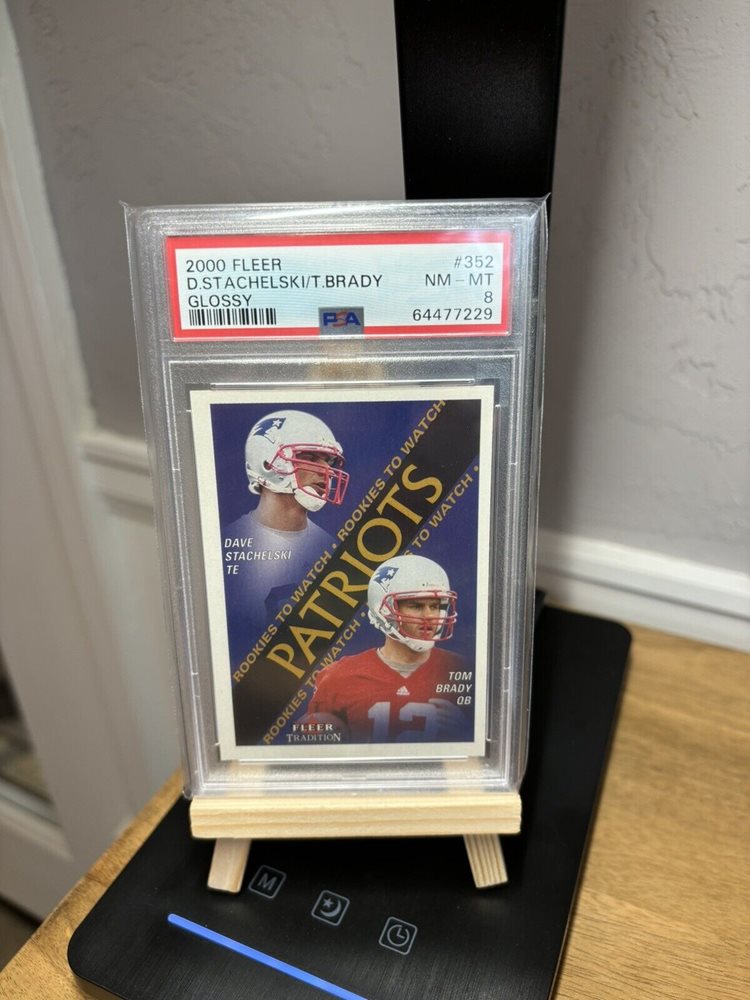 2000 FLEER #352
D.STACHELSKI/T.BRADY NM - MT
GLOSSY 8
PSA 64477229
ROOKIES TO WATCH • ROOKIES TO WATCH
PATRIOTS
ROOKIES TO WATCH • TO WATCH •
DAVE
STACHELSKI
TE
TOM
BRADY
QB
12
FLEER
TRADITION
M